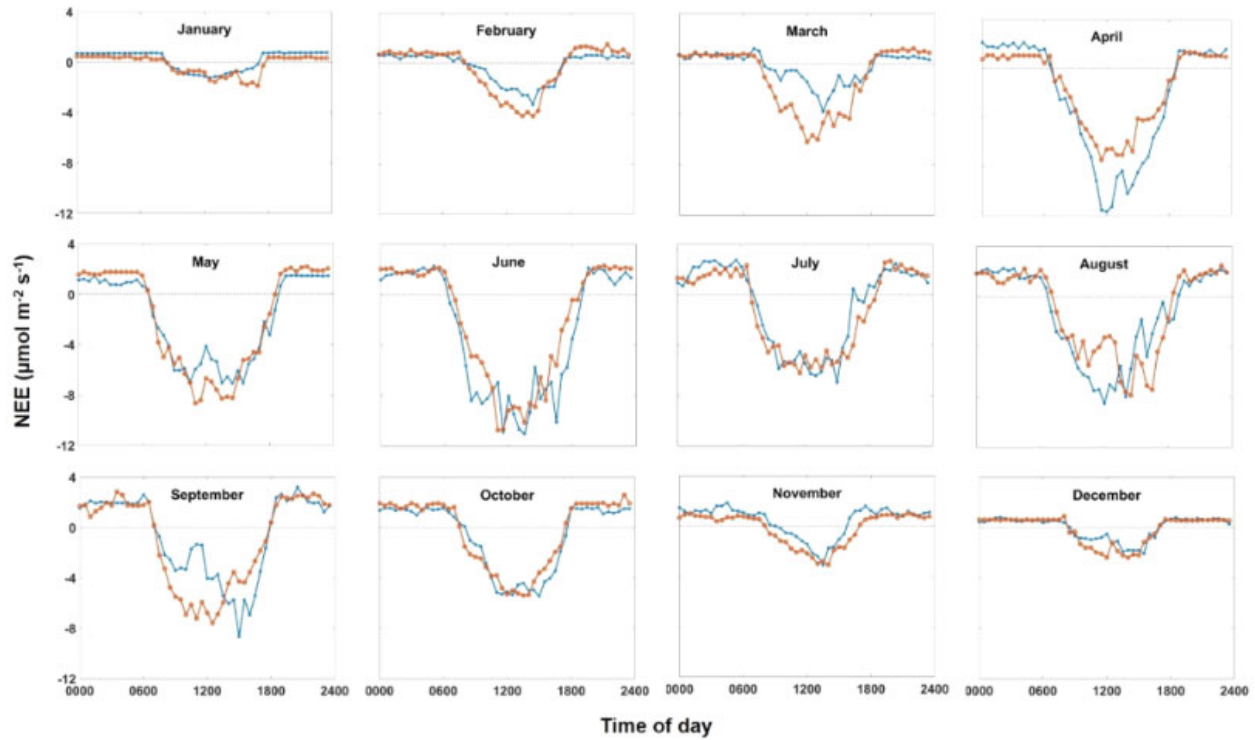 4
0
-4
-8
-12
January
February
March
April
4
0
-4
-8
-12
May
June
July
August
NEE (µmol m⁻² s⁻¹)
4
0
-4
-8
-12
September
October
November
December
0000 0600 1200 1800 2400
0000 0600 1200 1800 2400
0000 0600 1200 1800 2400
0000 0600 1200 1800 2400
Time of day